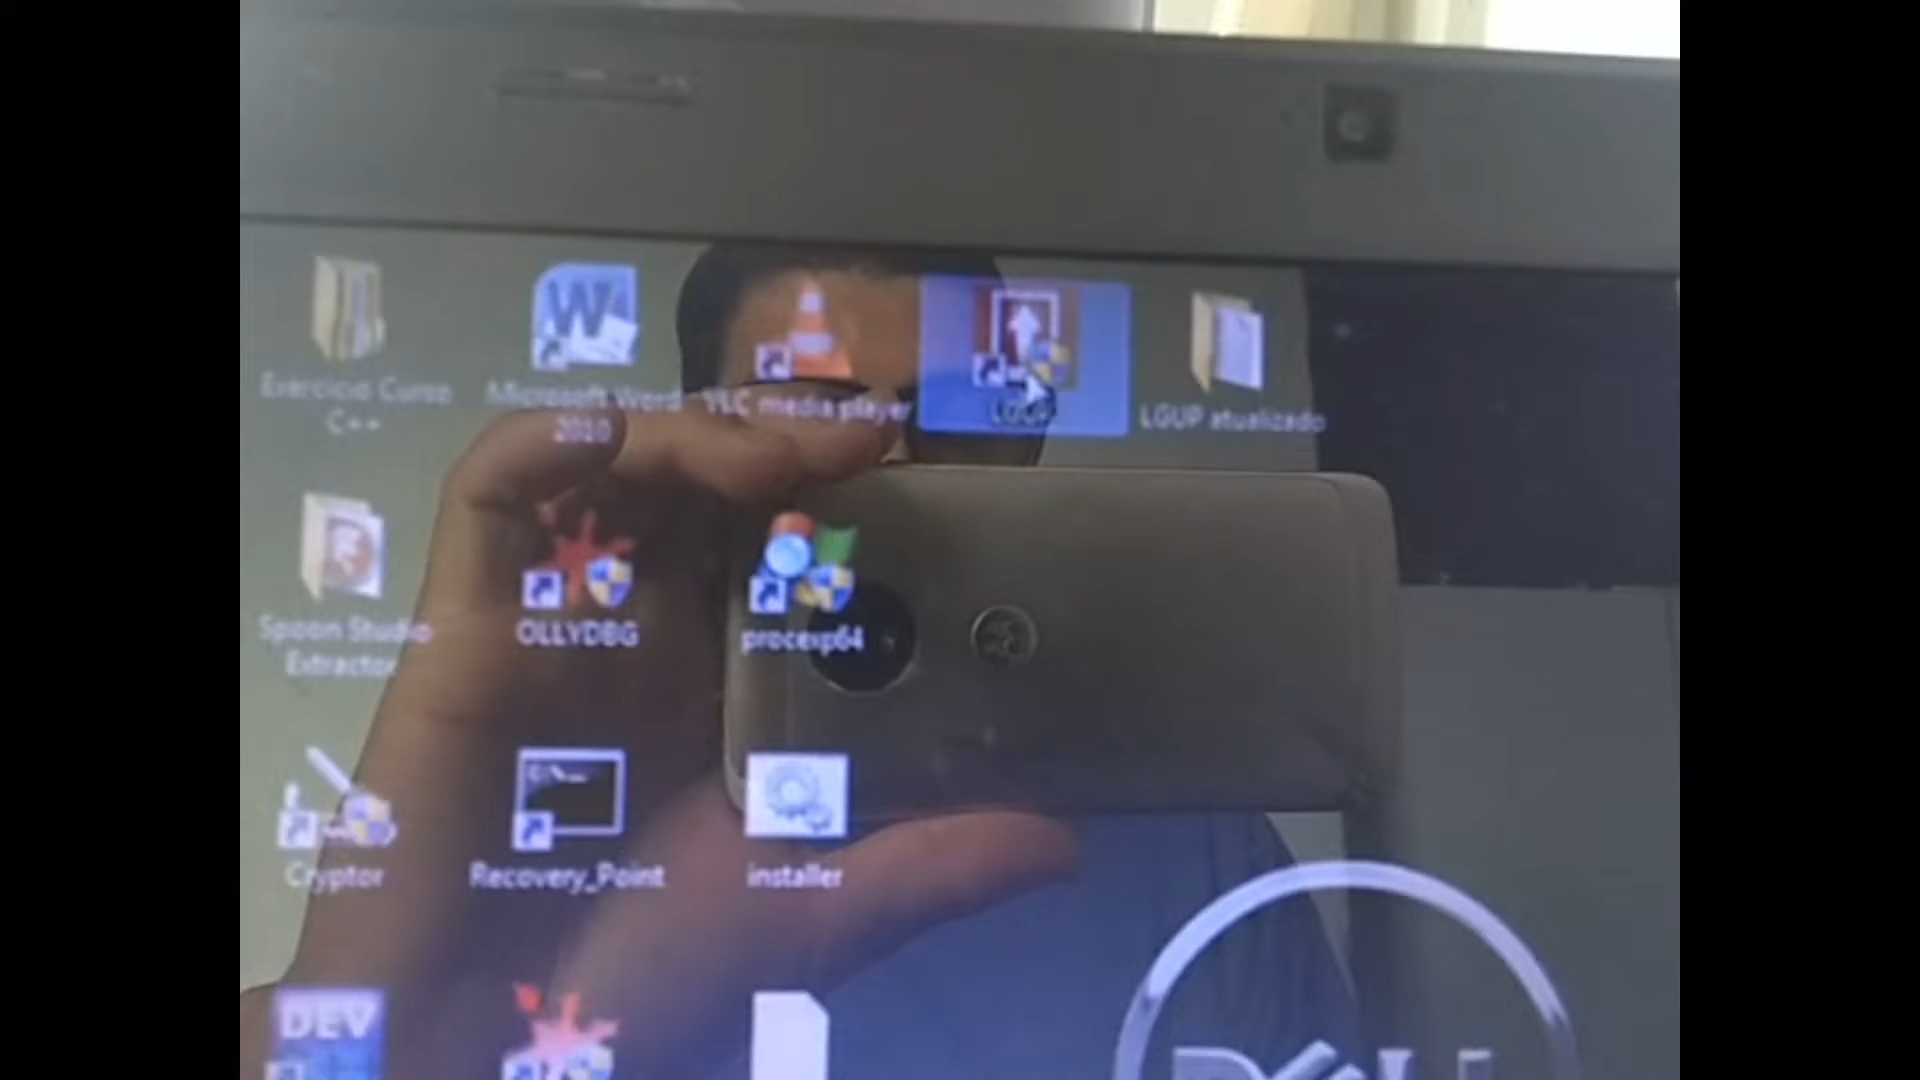 Exercicio Curso
C++
W
Microsoft Word
2010
VLC media player
LGUP
LGUP atualizado
Spoon Studio
Extractor
OLLYDBG
procexp64
C:\
Cryptor
Recovery_Point
installer
DEV
DELL